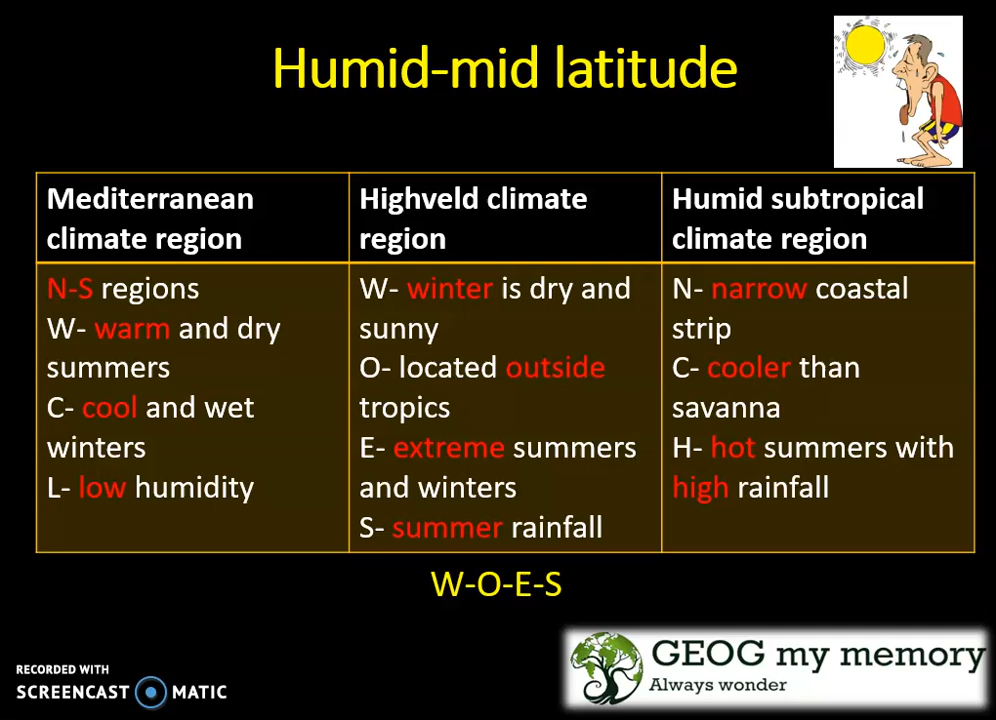 Humid-mid latitude
Mediterranean
climate region
N-S regions
W- warm and dry
summers
C- cool and wet
winters
L- low humidity
Highveld climate
region
W- winter is dry and
sunny
O- located outside
tropics
E- extreme summers
and winters
S- summer rainfall
Humid subtropical
climate region
N- narrow coastal
strip
C- cooler than
savanna
H- hot summers with
high rainfall
W-O-E-S
RECORDED WITH
SCREENCAST MATIC
GEOG my memory
Always wonder